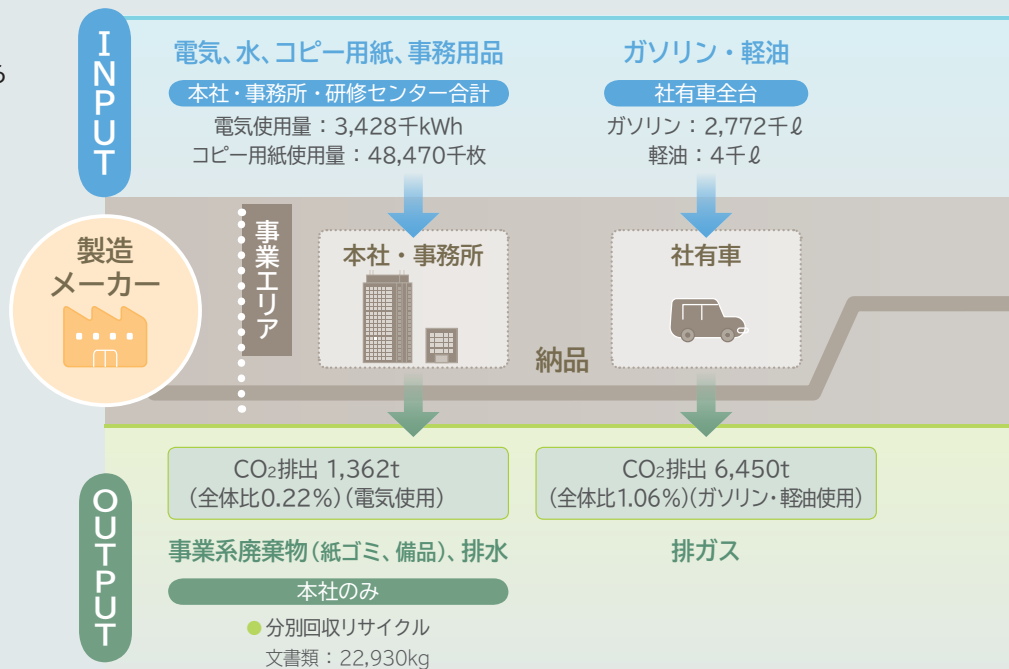 INPUT
電気、水、コピー用紙、事務用品
本社・事務所・研修センター合計
電気使用量：3,428千kWh
コピー用紙使用量：48,470千枚
ガソリン・軽油
社有車全台
ガソリン：2,772千ℓ
軽油：4千ℓ
る
製造
メーカー
事業エリア
本社・事務所
社有車
納品
OUTPUT
CO₂排出 1,362t
(全体比0.22%)(電気使用)
事業系廃棄物(紙ゴミ、備品)、排水
本社のみ
●分別回収リサイクル
文書類：22,930kg
CO₂排出 6,450t
(全体比1.06%)(ガソリン・軽油使用)
排ガス